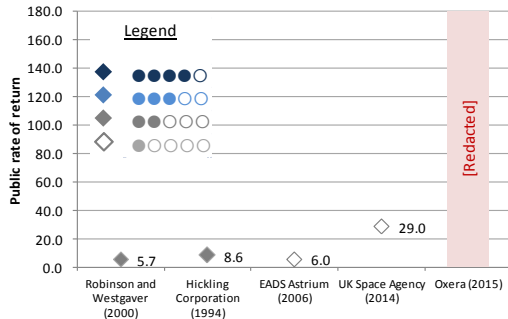 Public rate of return
180.0
160.0
140.0
120.0
100.0
80.0
60.0
40.0
20.0
0.0
Legend
5.7
8.6
6.0
29.0
[Redacted]
Robinson and
Westgaver
(2000)
Hickling
Corporation
(1994)
EADS Astrium
(2006)
UK Space Agency
(2014)
Oxera (2015)